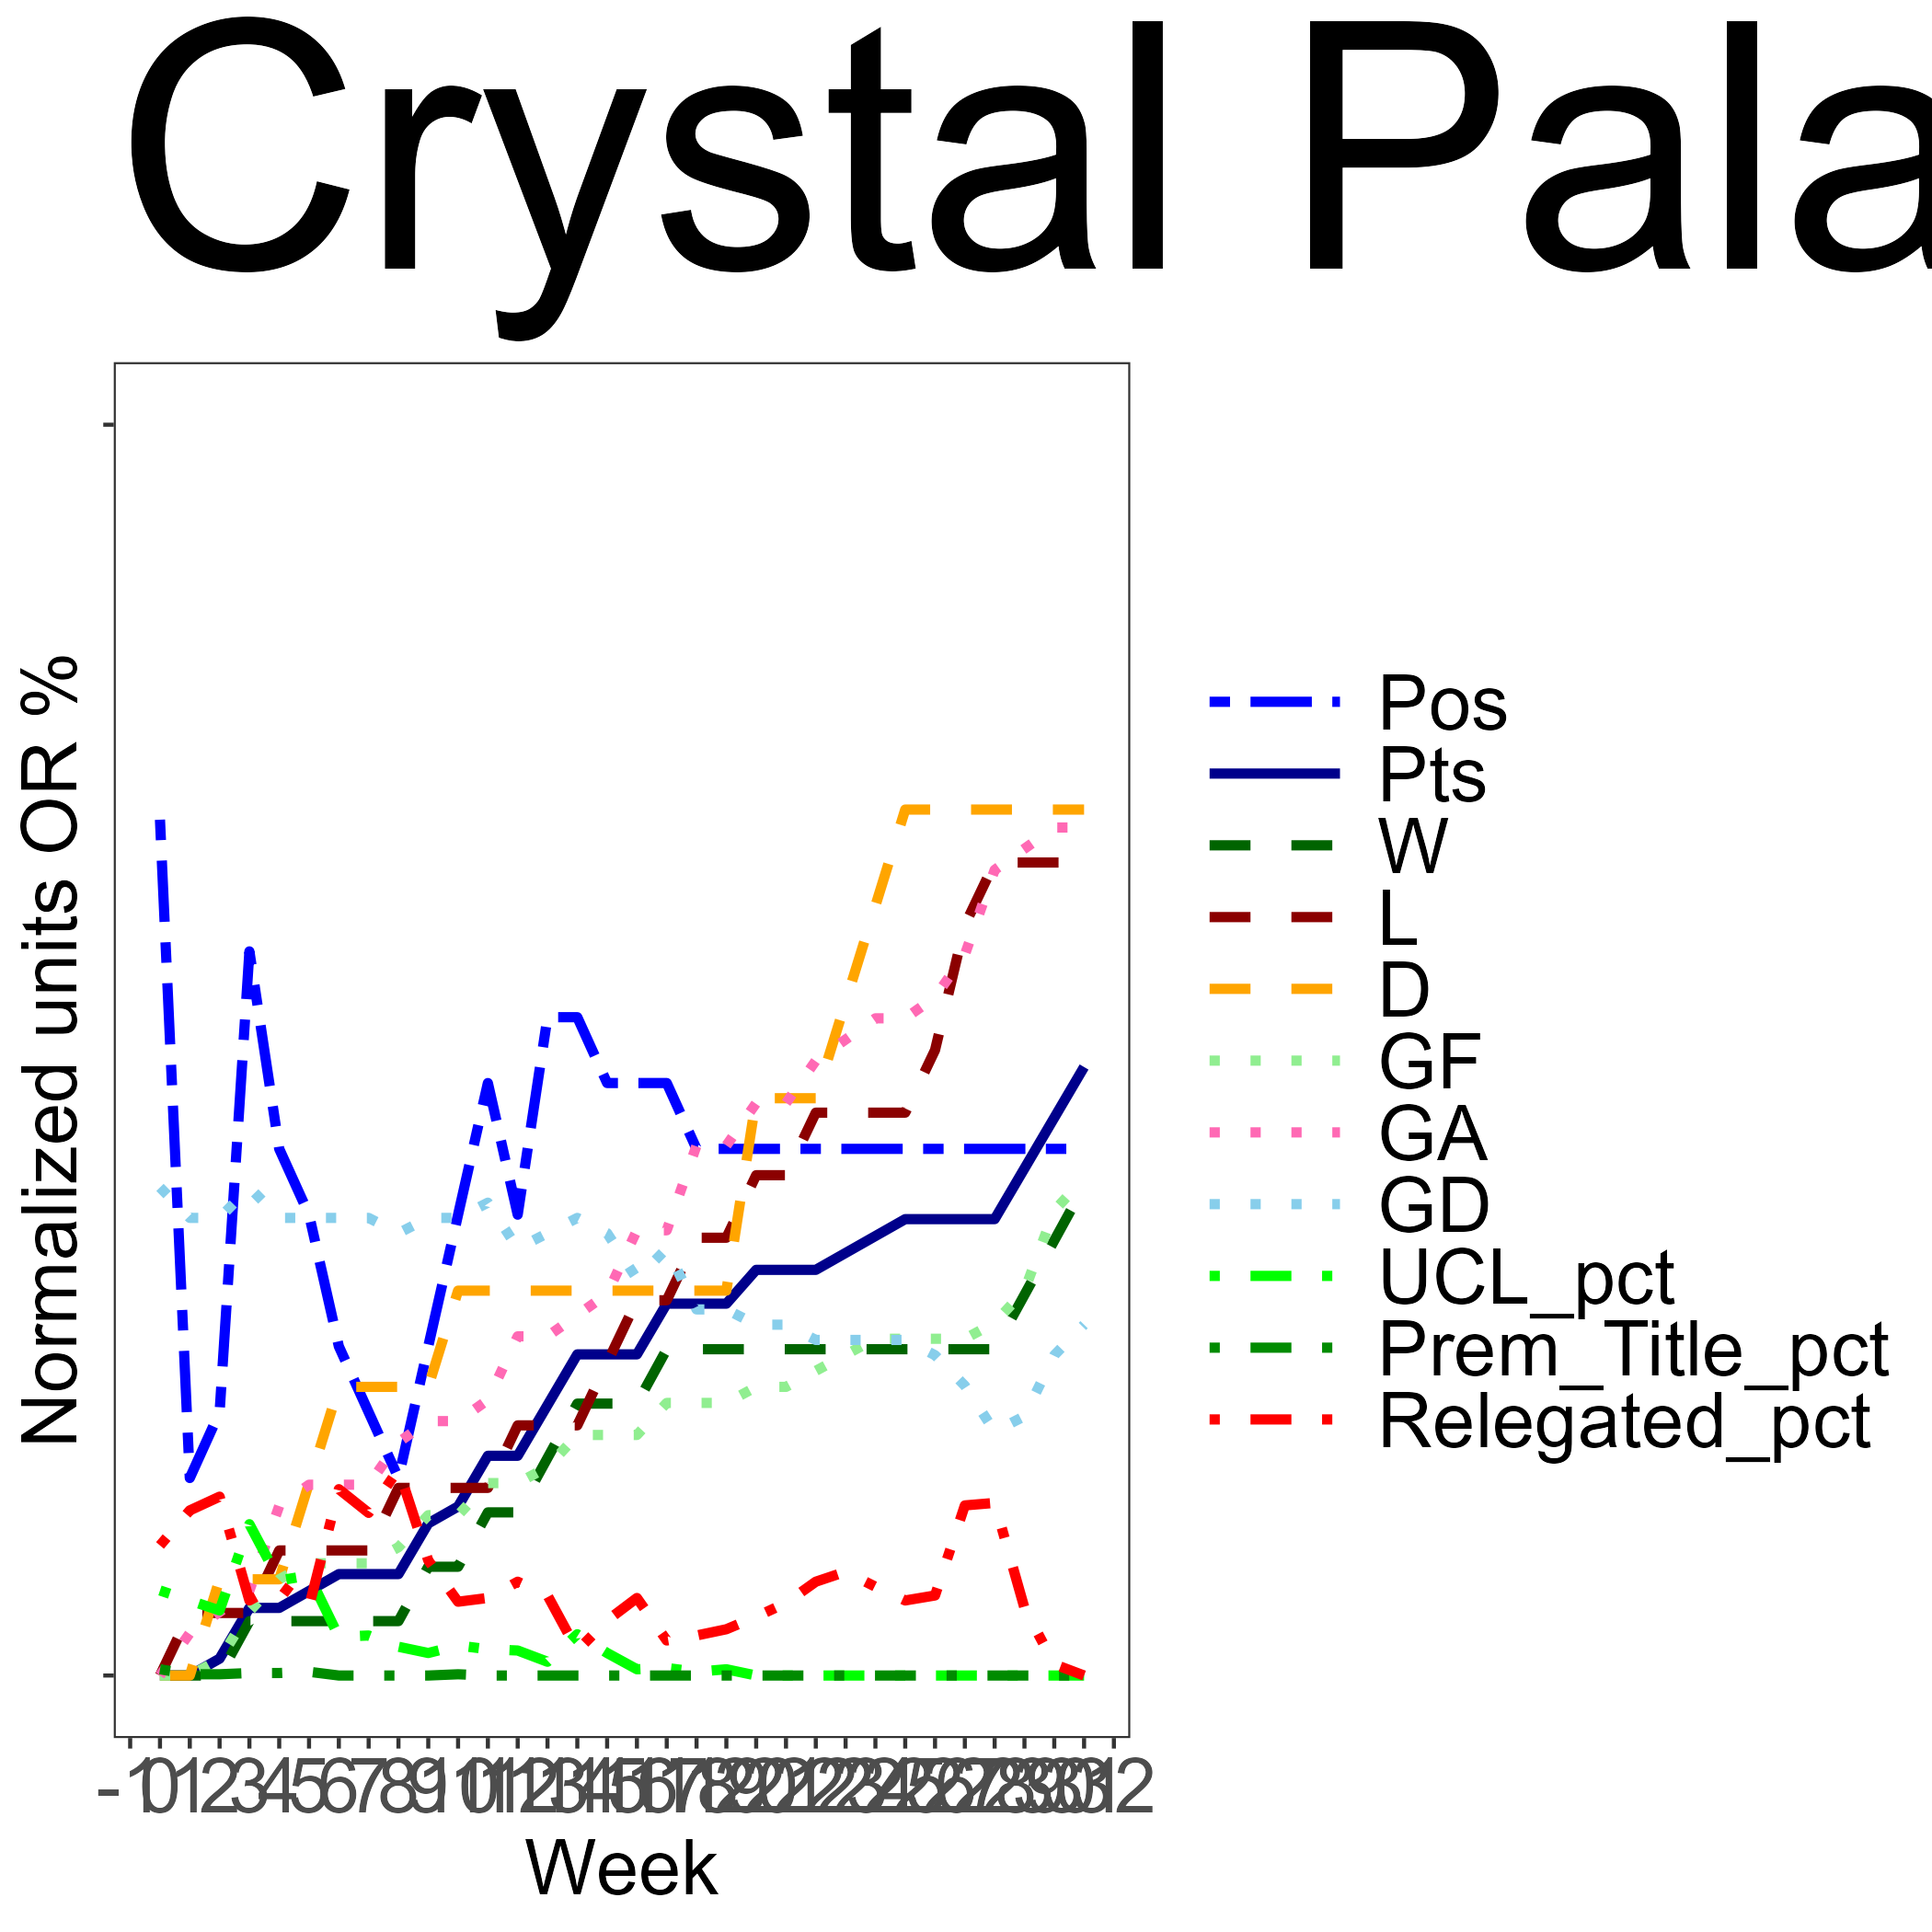 Crystal Pala
Normalized units OR %
Pos
Pts
W
L
D
GF
GA
GD
UCL_pct
Prem_Title_pct
Relegated_pct
Week